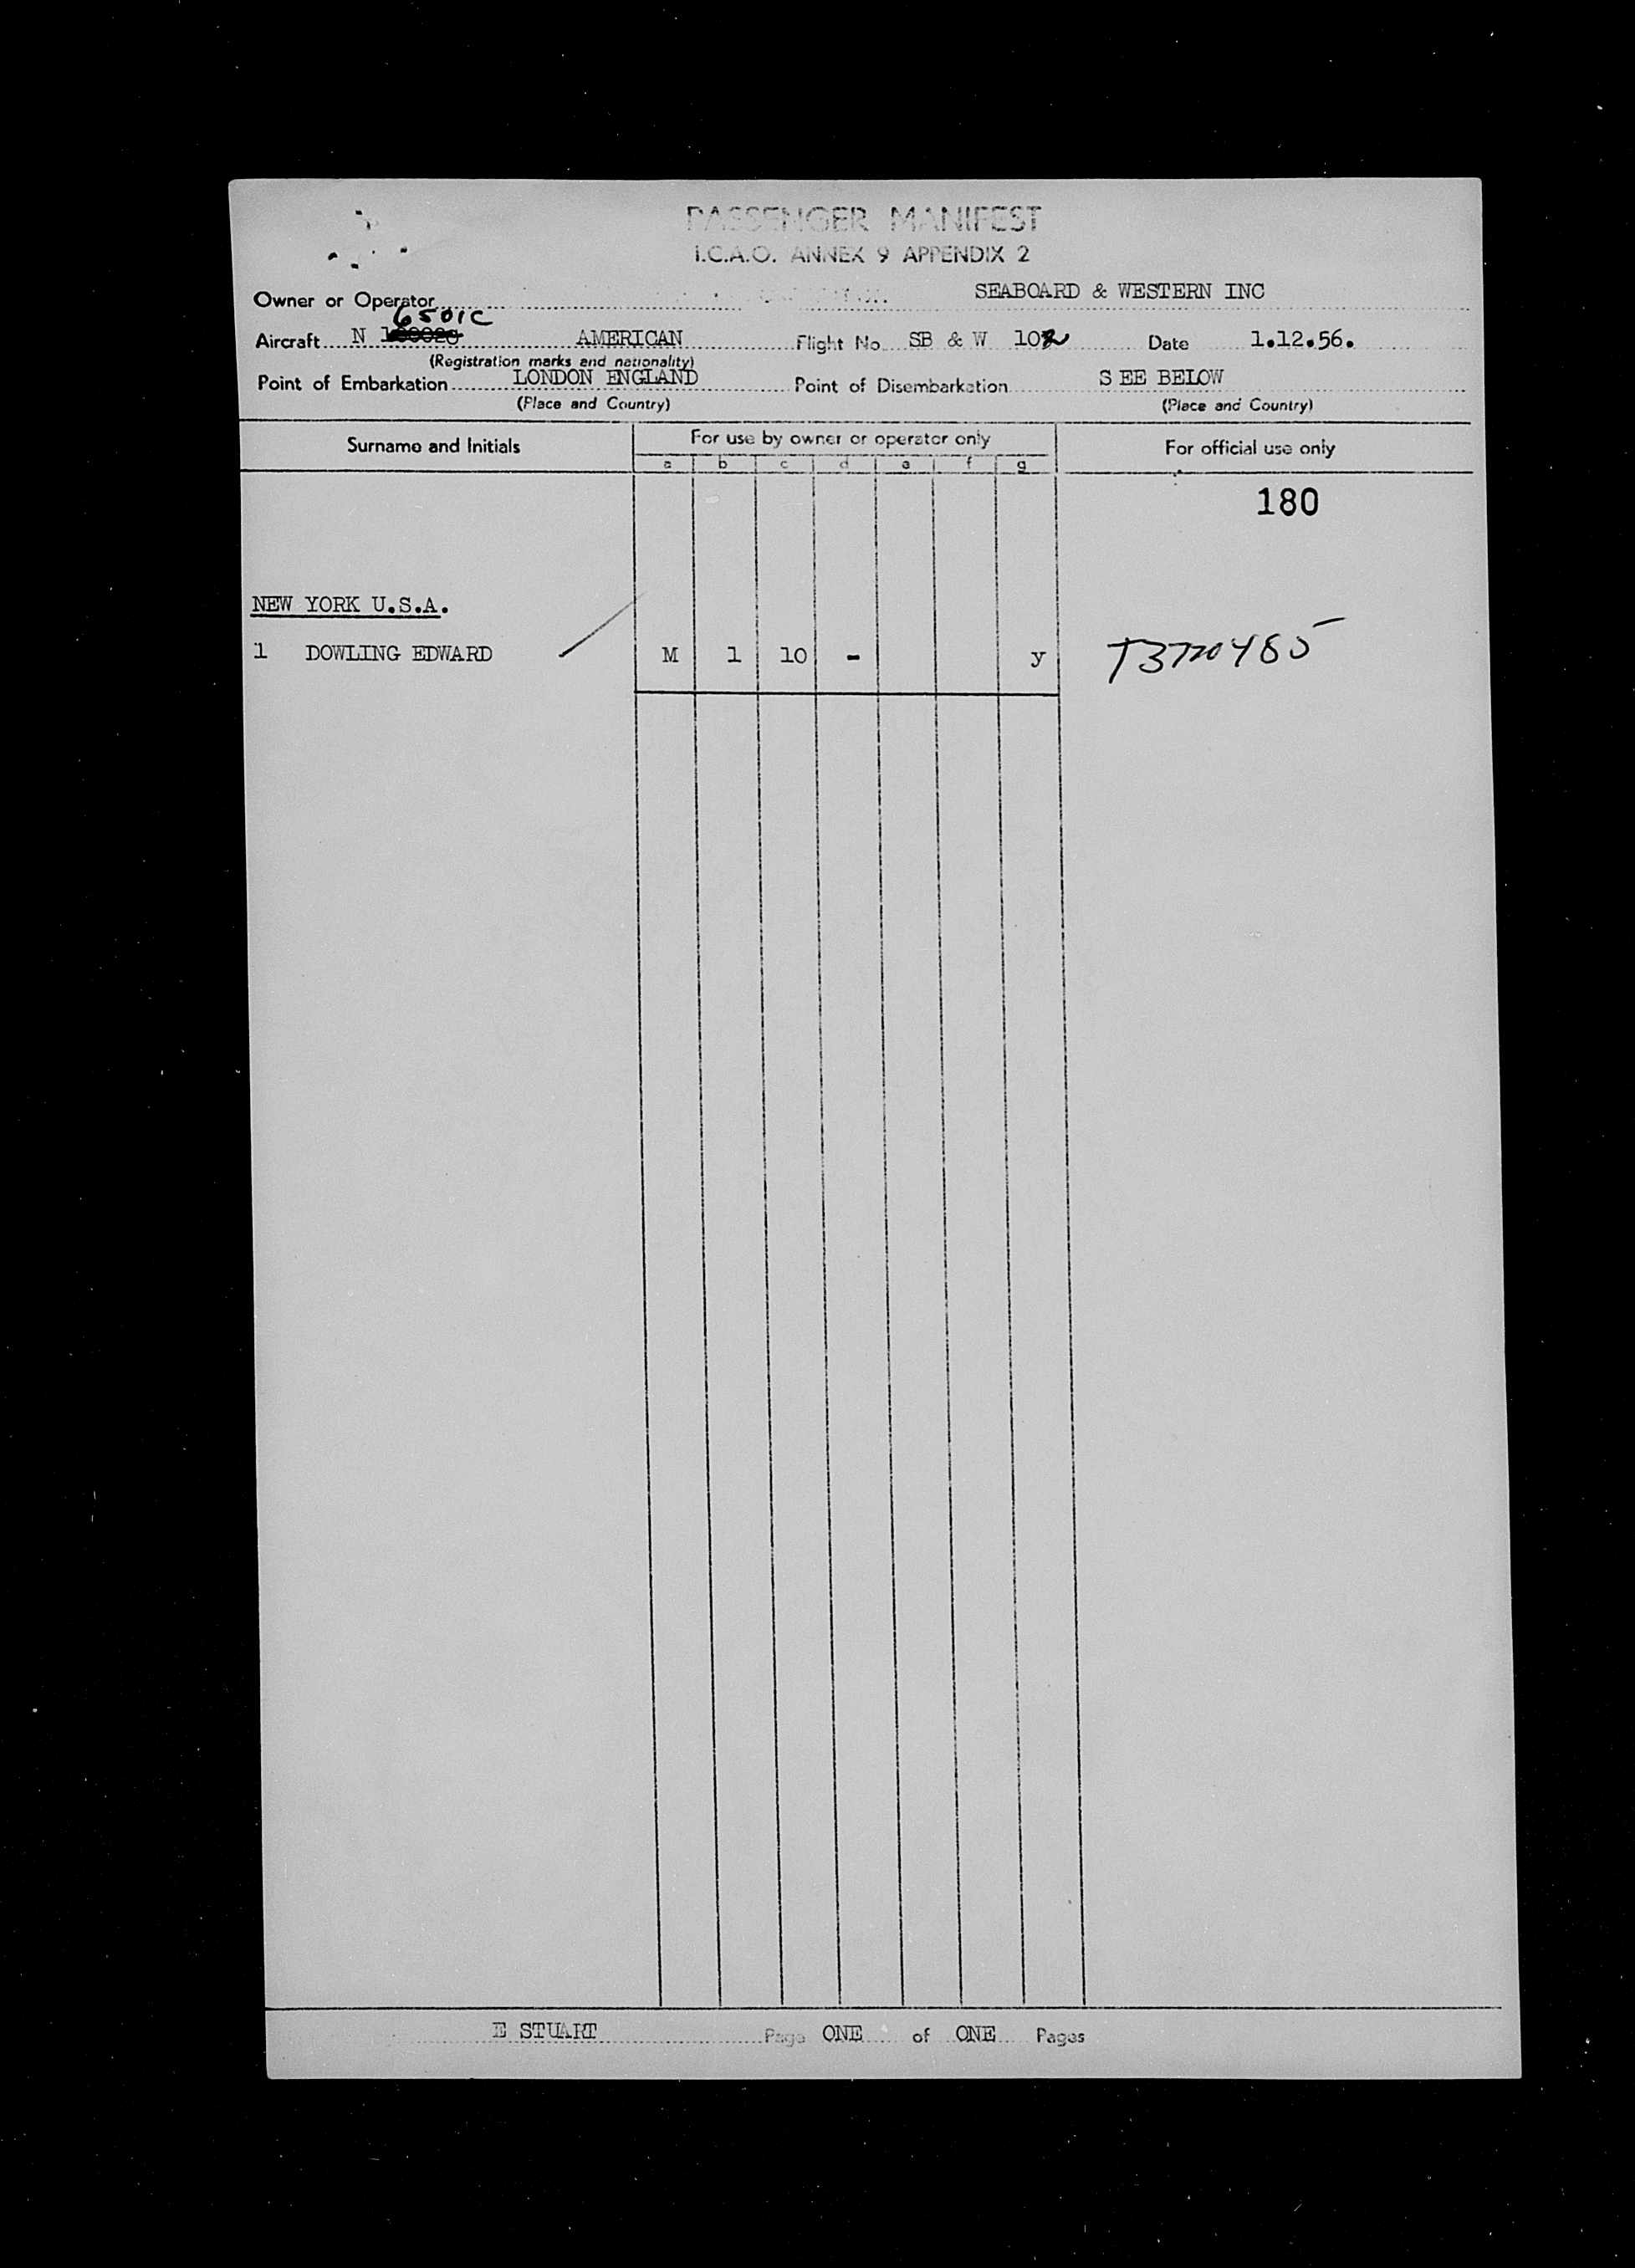 PASSENGER MANIFEST
I.C.A.O. ANNEX 9 APPENDIX 2
Owner or Operator SEABOARD & WESTERN INC
6501C
Aircraft N AMERICAN Flight No. SB & W 102 Date 1.12.56.
(Registration marks and nationality)
Point of Embarkation LONDON ENGLAND Point of Disembarkation S EE BELOW
(Place and Country) (Place and Country)
Surname and Initials For use by owner or operator only For official use only
a b c d e f g
180
NEW YORK U.S.A.
1 DOWLING EDWARD M 1 10 - y
E STUART Page ONE of ONE Pages